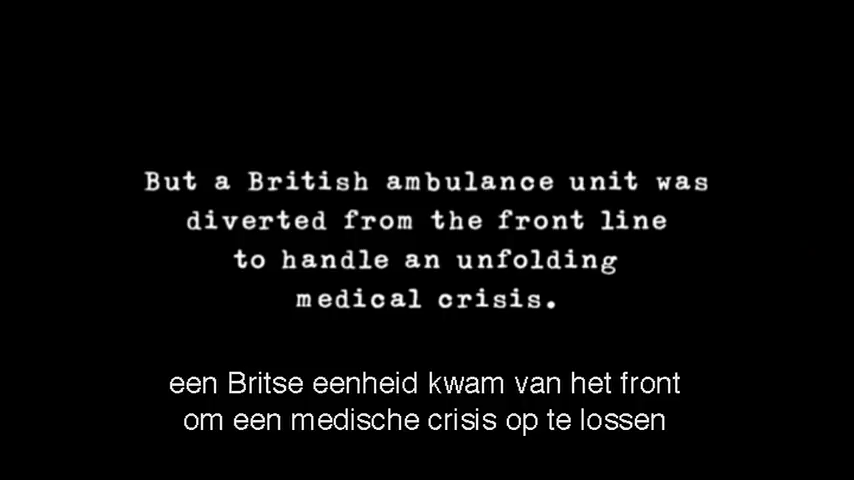 But a British ambulance unit was
diverted from the front line
to handle an unfolding
medical crisis.
een Britse eenheid kwam van het front
om een medische crisis op te lossen